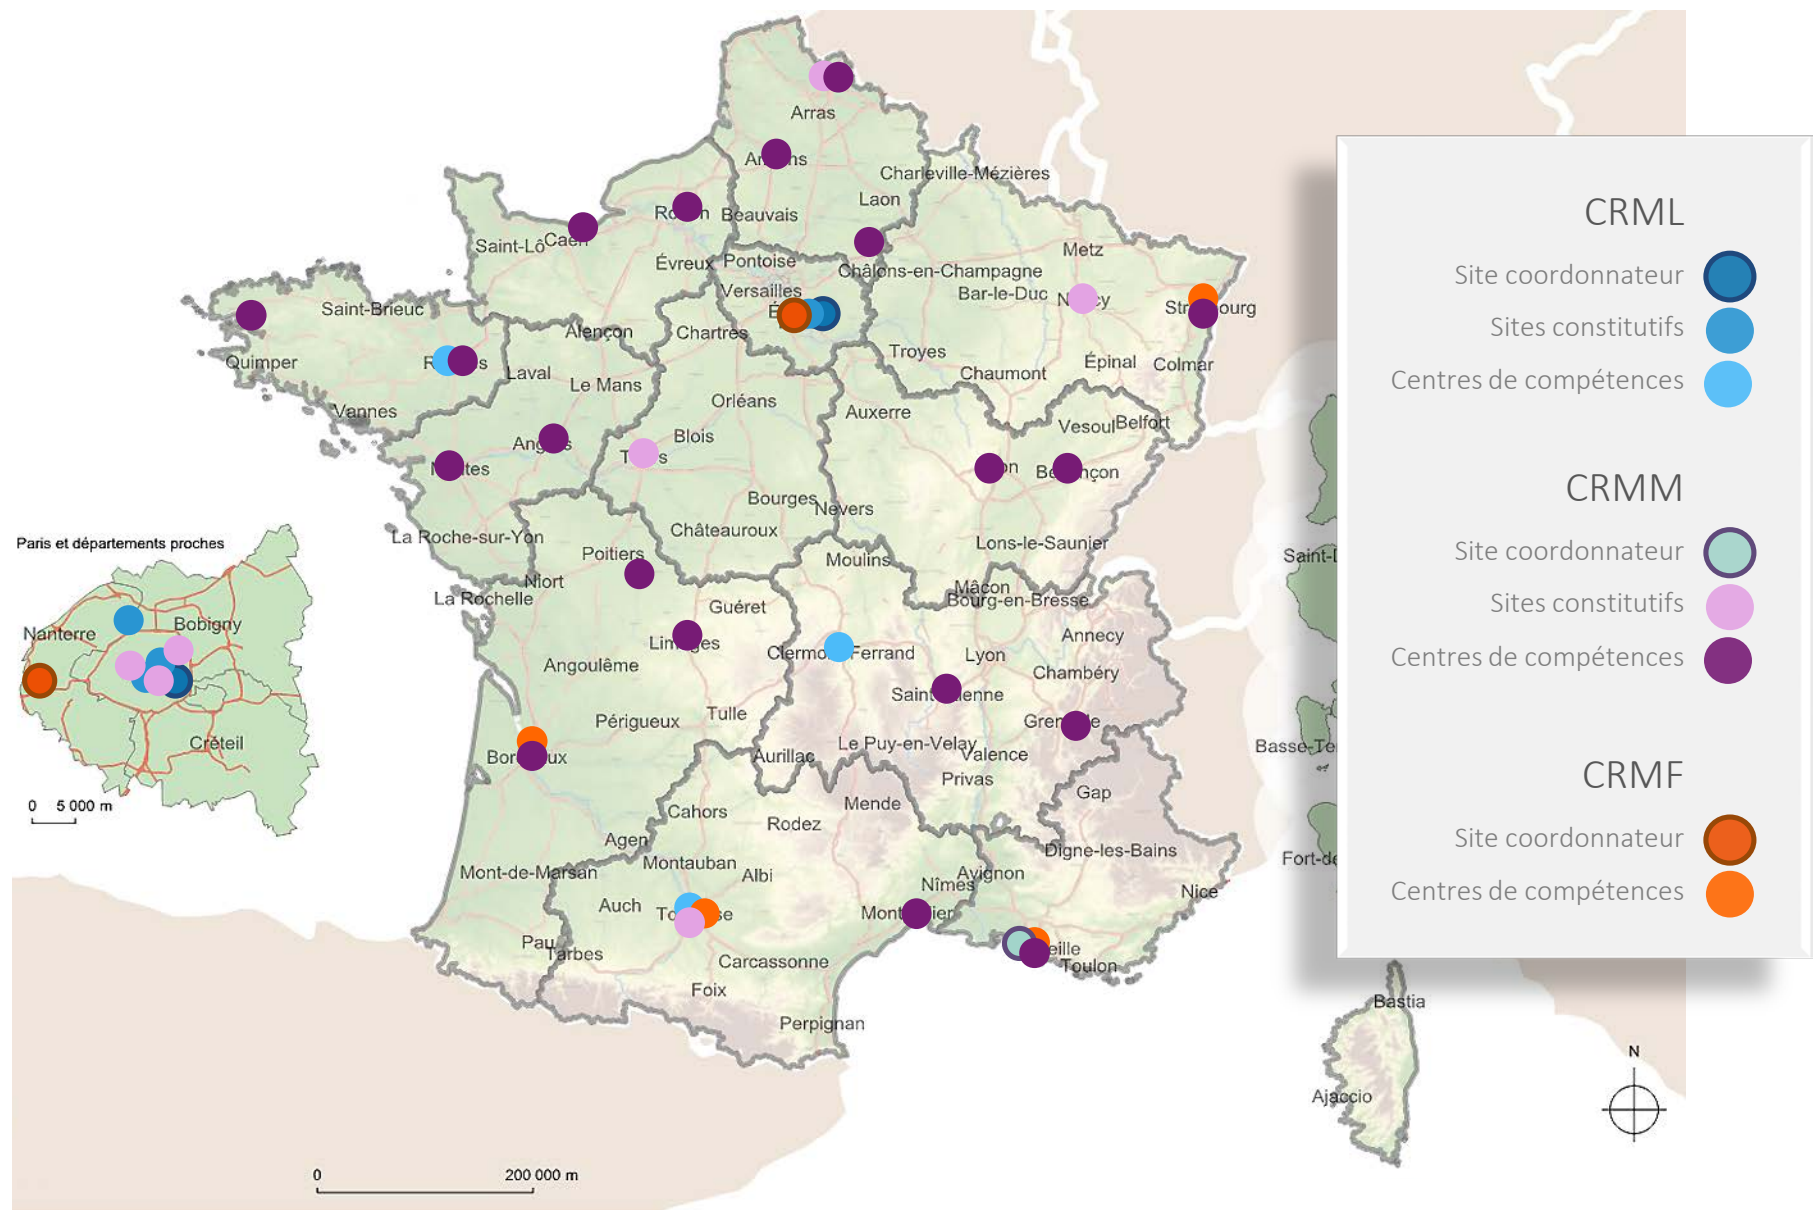 Arras
Charleville-Mézières
Laon
Beauvais
Saint-Lô
Metz
Évreux
Pontoise
Châlons-en-Champagne
Versailles
Bar-le-Duc
Saint-Brieuc
Alençon
Chartres
Troyes
Épinal
Colmar
Quimper
Laval
Le Mans
Chaumont
Orléans
Auxerre
Vannes
Vesoul
Belfort
Blois
Bourges
Nevers
Châteauroux
La Roche-sur-Yon
Lons-le-Saunier
Poitiers
Moulins
Niort
Mâcon
La Rochelle
Guéret
Bourg-en-Bresse
Annecy
Lyon
Angoulême
Chambéry
Périgueux
Tulle
Le Puy-en-Velay
Aurillac
Valence
Privas
Gap
Mende
Cahors
Rodez
Agen
Digne-les-Bains
Montauban
Mont-de-Marsan
Albi
Avignon
Nîmes
Nice
Auch
Pau
Tarbes
Carcassonne
Toulon
Foix
Perpignan
Bastia
Ajaccio
Paris et départements proches
Nanterre
Bobigny
Créteil
0 5 000 m
0 200 000 m
N
CRML
Site coordonnateur
Sites constitutifs
Centres de compétences
CRMM
Site coordonnateur
Sites constitutifs
Centres de compétences
CRMF
Site coordonnateur
Centres de compétences